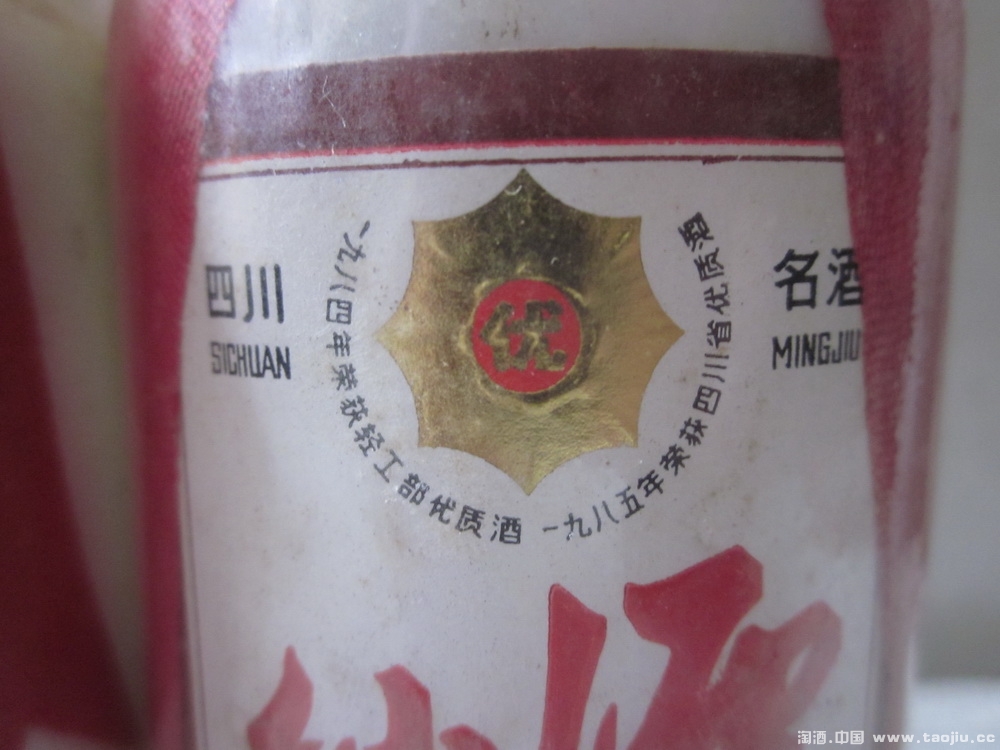 四川
SICHUAN
优
名酒
MINGJIU
一九八四年荣获轻工部优质酒
一九八五年荣获四川省优质酒
淘酒.中国 www.taojiu.cc